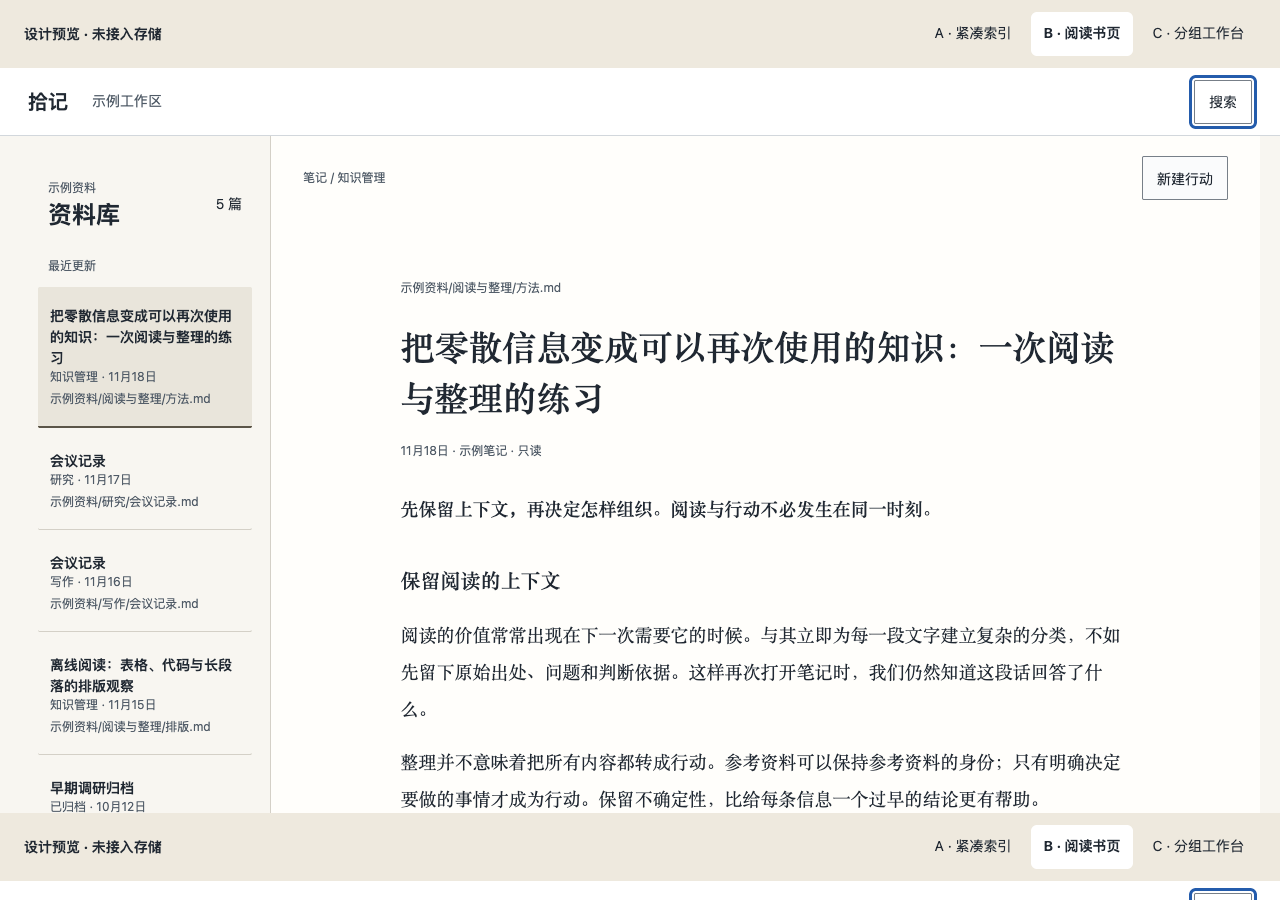 设计预览 · 未接入存储
A · 紧凑索引
B · 阅读书页
C · 分组工作台
拾记
示例工作区
搜索
示例资料
资料库
5 篇
最近更新
把零散信息变成可以再次使用
的知识：一次阅读与整理的练
习
知识管理 · 11月18日
示例资料/阅读与整理/方法.md
会议记录
研究 · 11月17日
示例资料/研究/会议记录.md
会议记录
写作 · 11月16日
示例资料/写作/会议记录.md
离线阅读：表格、代码与长段
落的排版观察
知识管理 · 11月15日
示例资料/阅读与整理/排版.md
早期调研归档
已归档 · 10月12日
笔记 / 知识管理
新建行动
示例资料/阅读与整理/方法.md
把零散信息变成可以再次使用的知识：一次阅读
与整理的练习
11月18日 · 示例笔记 · 只读
先保留上下文，再决定怎样组织。阅读与行动不必发生在同一时刻。
保留阅读的上下文
阅读的价值常常出现在下一次需要它的时候。与其立即为每一段文字建立复杂的分类，不如
先留下原始出处、问题和判断依据。这样再次打开笔记时，我们仍然知道这段话回答了什
么。
整理并不意味着把所有内容都转成行动。参考资料可以保持参考资料的身份；只有明确决定
要做的事情才成为行动。保留不确定性，比给每条信息一个过早的结论更有帮助。
设计预览 · 未接入存储
A · 紧凑索引
B · 阅读书页
C · 分组工作台